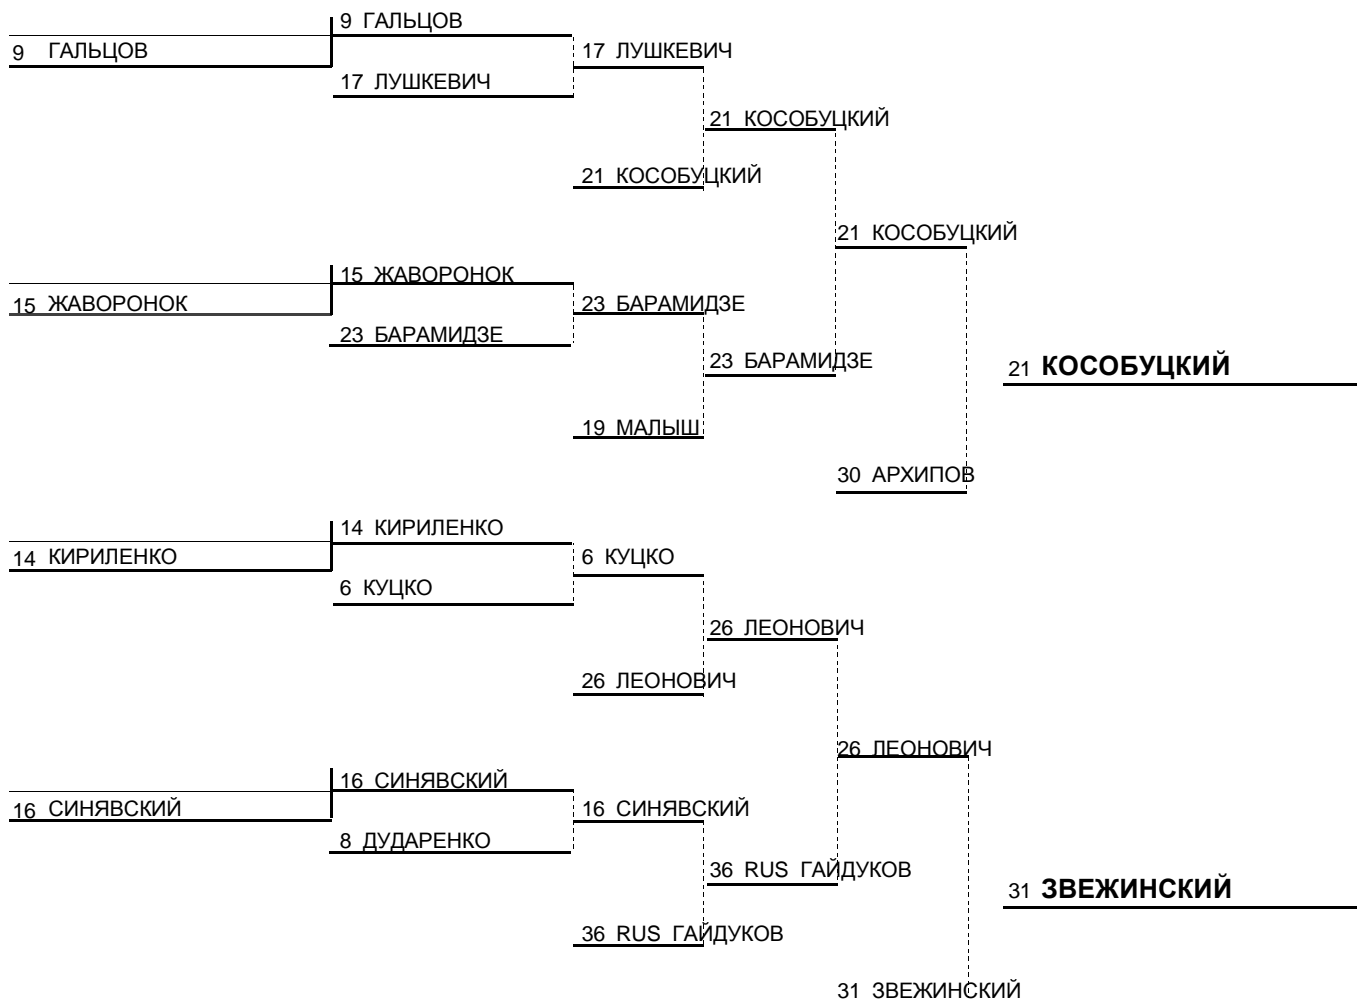 9 ГАЛЬЦОВ
9 ГАЛЬЦОВ
17 ЛУШКЕВИЧ
17 ЛУШКЕВИЧ
21 КОСОБУЦКИЙ
21 КОСОБУЦКИЙ
21 КОСОБУЦКИЙ
15 ЖАВОРОНОК
15 ЖАВОРОНОК
23 БАРАМИДЗЕ
23 БАРАМИДЗЕ
23 БАРАМИДЗЕ
21 КОСОБУЦКИЙ
19 МАЛЫШ
30 АРХИПОВ
14 КИРИЛЕНКО
14 КИРИЛЕНКО
6 КУЦКО
6 КУЦКО
26 ЛЕОНОВИЧ
26 ЛЕОНОВИЧ
26 ЛЕОНОВИЧ
16 СИНЯВСКИЙ
16 СИНЯВСКИЙ
16 СИНЯВСКИЙ
8 ДУДАРЕНКО
36 RUS ГАЙДУКОВ
31 ЗВЕЖИНСКИЙ
36 RUS ГАЙДУКОВ
31 ЗВЕЖИНСКИЙ